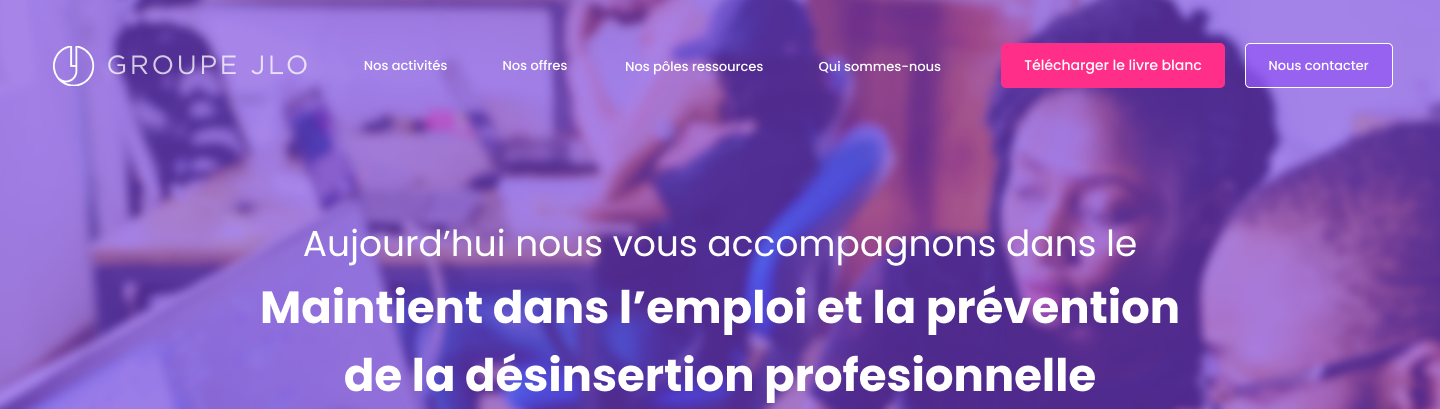 GROUPE JLO
Nos activités
Nos offres
Nos pôles ressources
Qui sommes-nous
Télécharger le livre blanc
Nous contacter
Aujourd’hui nous vous accompagnons dans le
Maintient dans l’emploi et la prévention
de la désinsertion profesionnelle